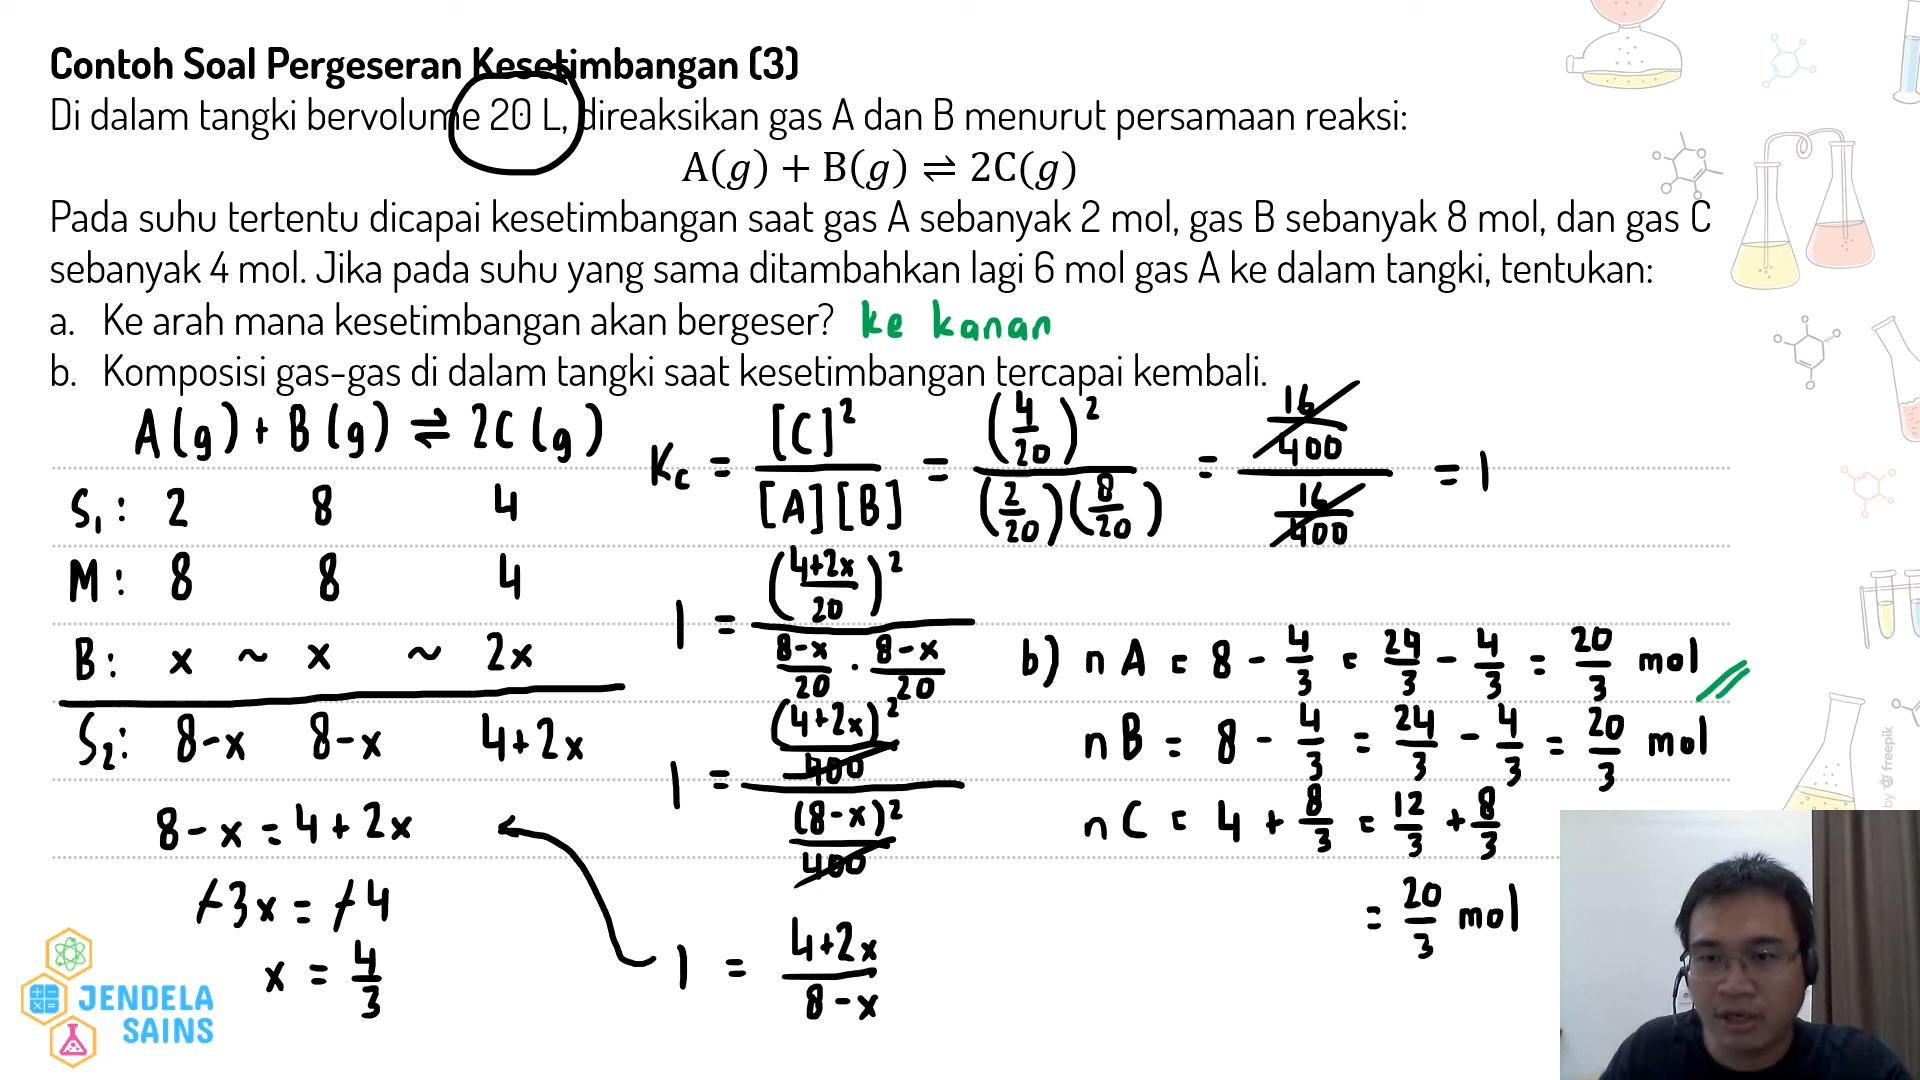 Contoh Soal Pergeseran Kesetimbangan (3)
Di dalam tangki bervolume 20 L, direaksikan gas A dan B menurut persamaan reaksi:
A(g) + B(g) ⇌ 2C(g)
Pada suhu tertentu dicapai kesetimbangan saat gas A sebanyak 2 mol, gas B sebanyak 8 mol, dan gas C
sebanyak 4 mol. Jika pada suhu yang sama ditambahkan lagi 6 mol gas A ke dalam tangki, tentukan:
a. Ke arah mana kesetimbangan akan bergeser? ke kanan
b. Komposisi gas-gas di dalam tangki saat kesetimbangan tercapai kembali.
A(g) + B(g) ⇌ 2C(g)
S₁: 2 8 4
M: 8 8 4
B: x ~ x ~ 2x
S₂: 8-x 8-x 4+2x
8-x = 4+2x
-3x = -4
x = 4/3
Kc = [C]²/[A][B] = (4/20)²/(2/20)(8/20) = 16/400 / 16/400 = 1
1 = (4+2x/20)² / 8-x/20 · 8-x/20
1 = (4+2x)²/400 / (8-x)²/400
1 = 4+2x/8-x
b) nA = 8 - 4/3 = 24/3 - 4/3 = 20/3 mol
nB = 8 - 4/3 = 24/3 - 4/3 = 20/3 mol
nC = 4 + 8/3 = 12/3 + 8/3
= 20/3 mol
JENDELA
SAINS
by freepik